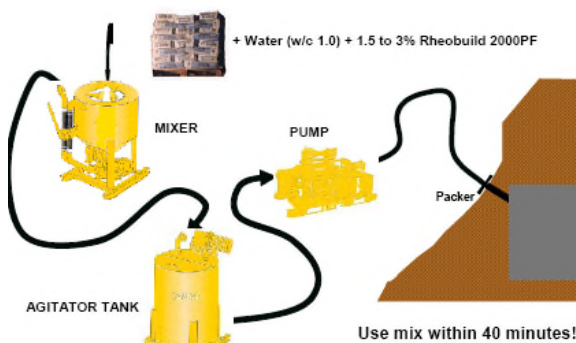 + Water (w/c 1.0) + 1.5 to 3% Rheobuild 2000PF
MIXER
PUMP
Packer
AGITATOR TANK
Use mix within 40 minutes!